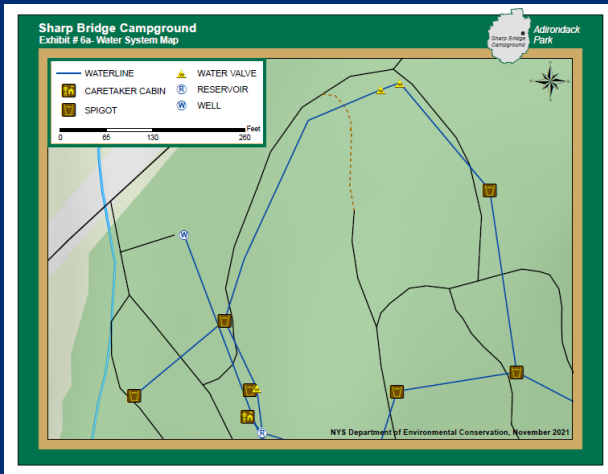 Sharp Bridge Campground
Exhibit # 6a- Water System Map
Sharp Bridge
Campground
Adirondack
Park
WATERLINE
CARETAKER CABIN
SPIGOT
WATER VALVE
R RESERVOIR
W WELL
Feet
0 65 130 260
W
R
NYS Department of Environmental Conservation, November 2021